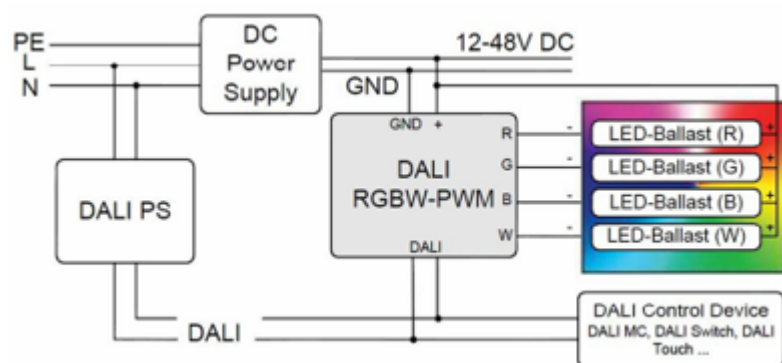 PE
L
N
DC
Power
Supply
12-48V DC
GND
GND +
DALI
RGBW-PWM
R
G
B
W
DALI
- LED-Ballast (R) +
- LED-Ballast (G) +
- LED-Ballast (B) +
- LED-Ballast (W) +
DALI PS
DALI
DALI Control Device
DALI MC, DALI Switch, DALI
Touch ...